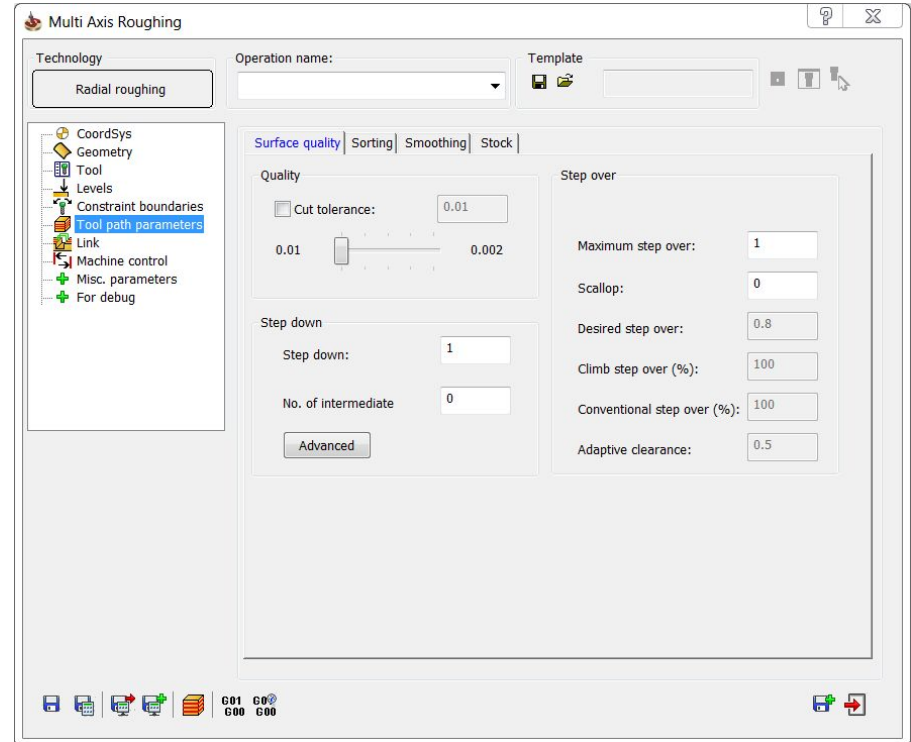 Multi Axis Roughing
Technology
Operation name:
Template
Radial roughing
CoordSys
Geometry
Tool
Levels
Constraint boundaries
Tool path parameters
Link
Machine control
Misc. parameters
For debug
Surface quality Sorting Smoothing Stock
Quality
Cut tolerance: 0.01
0.01 0.002
Step down
Step down: 1
No. of intermediate 0
Advanced
Step over
Maximum step over: 1
Scallop: 0
Desired step over: 0.8
Climb step over (%): 100
Conventional step over (%): 100
Adaptive clearance: 0.5
G01 G0
G00 G00